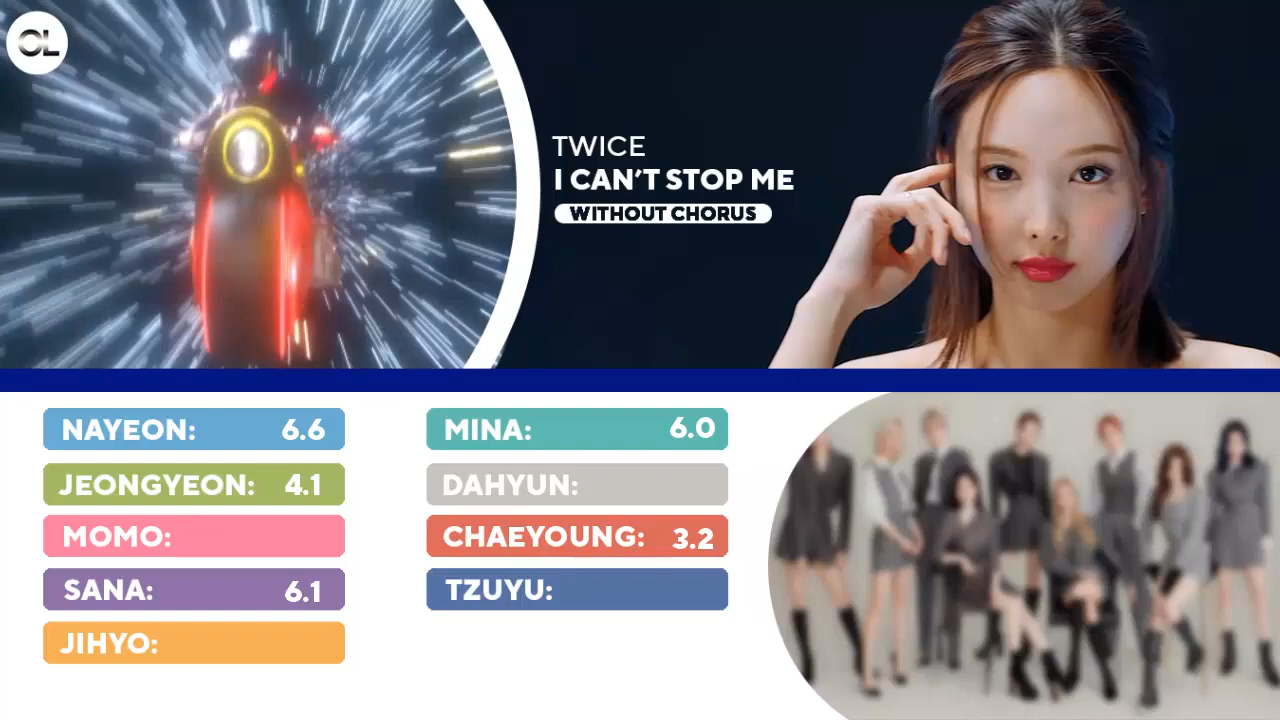 OL
TWICE
I CAN'T STOP ME
WITHOUT CHORUS
NAYEON: 6.6
JEONGYEON: 4.1
MOMO:
SANA: 6.1
JIHYO:
MINA: 6.0
DAHYUN:
CHAEYOUNG: 3.2
TZUYU: